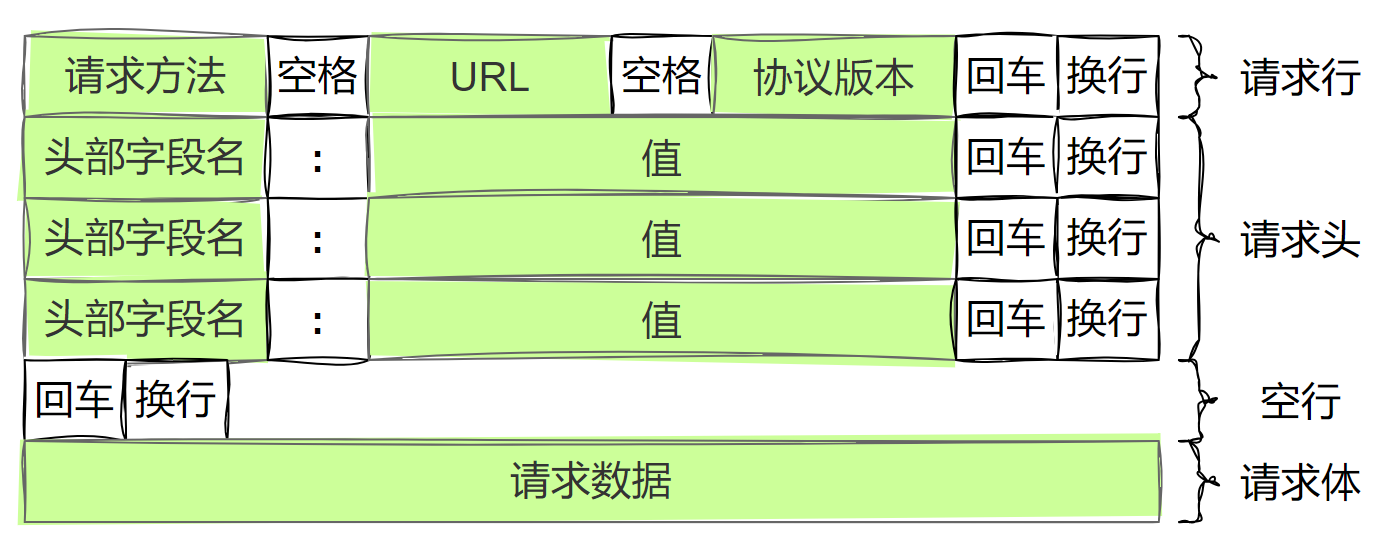 请求方法 空格 URL 空格 协议版本 回车 换行 请求行
头部字段名 : 值 回车 换行
头部字段名 : 值 回车 换行 请求头
头部字段名 : 值 回车 换行
回车 换行 空行
请求数据 请求体